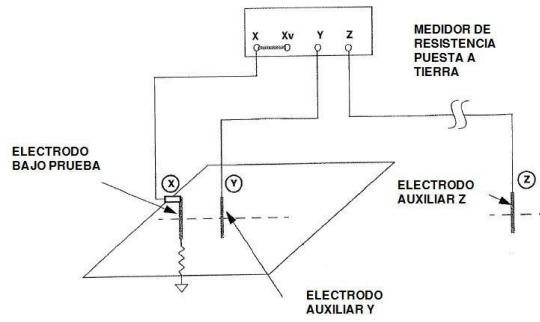 X Xv Y Z
MEDIDOR DE
RESISTENCIA
PUESTA A
TIERRA
ELECTRODO
BAJO PRUEBA
X
Y
Z
ELECTRODO
AUXILIAR Z
ELECTRODO
AUXILIAR Y